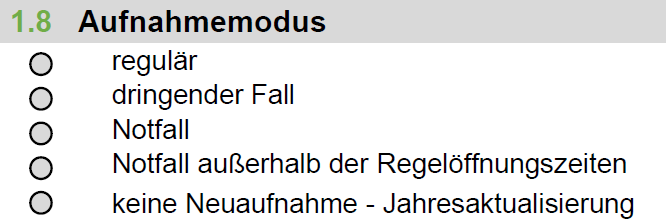 1.8 Aufnahmemodus
regulär
dringender Fall
Notfall
Notfall außerhalb der Regelöffnungszeiten
keine Neuaufnahme - Jahresaktualisierung